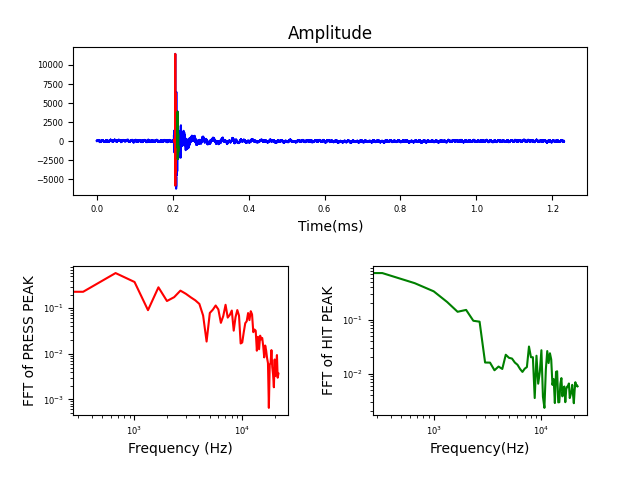 Amplitude
10000
7500
5000
2500
0
−2500
−5000
0.0 0.2 0.4 0.6 0.8 1.0 1.2
Time(ms)
FFT of PRESS PEAK
10⁻¹
10⁻²
10⁻³
10³ 10⁴
Frequency (Hz)
FFT of HIT PEAK
10⁻¹
10⁻²
10³ 10⁴
Frequency(Hz)